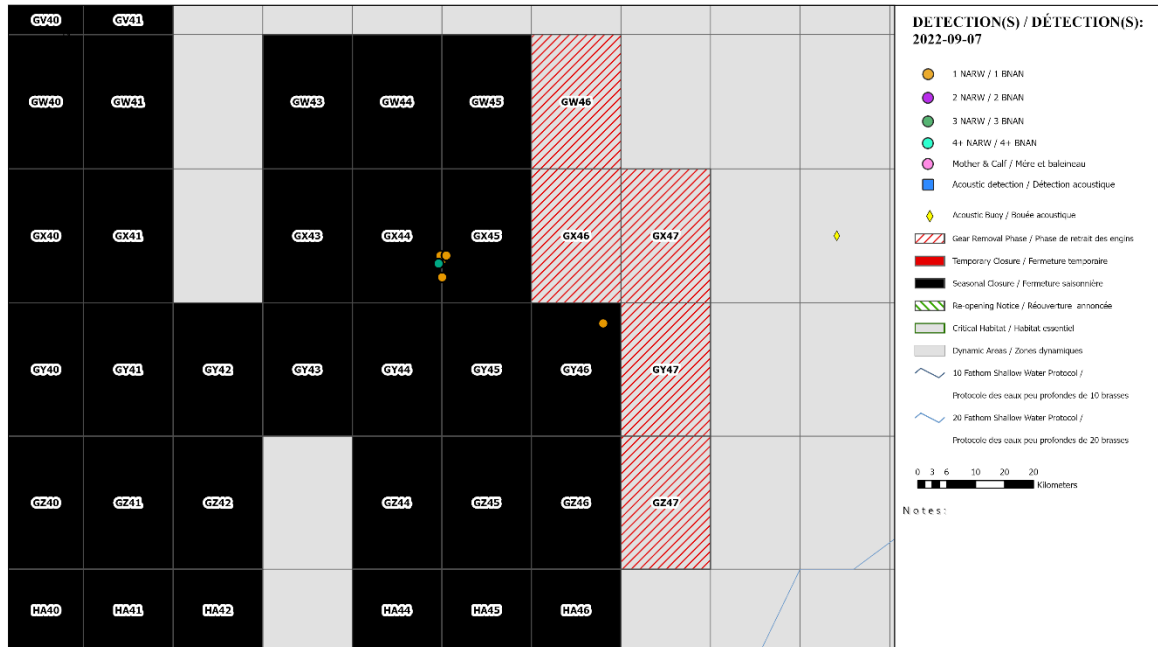 GV40 GV41
GW40 GW41 GW43 GW44 GW45 GW46
GX40 GX41 GX43 GX44 GX45 GX46 GX47
GY40 GY41 GY42 GY43 GY44 GY45 GY46 GY47
GZ40 GZ41 GZ42 GZ44 GZ45 GZ46 GZ47
HA40 HA41 HA42 HA44 HA45 HA46
DETECTION(S) / DÉTECTION(S):
2022-09-07
1 NARW / 1 BNAN
2 NARW / 2 BNAN
3 NARW / 3 BNAN
4+ NARW / 4+ BNAN
Mother & Calf / Mère et baleineau
Acoustic detection / Détection acoustique
Acoustic Buoy / Bouée acoustique
Gear Removal Phase / Phase de retrait des engins
Temporary Closure / Fermeture temporaire
Seasonal Closure / Fermeture saisonnière
Re-opening Notice / Réouverture annoncée
Critical Habitat / Habitat essentiel
Dynamic Areas / Zones dynamiques
10 Fathom Shallow Water Protocol /
Protocole des eaux peu profondes de 10 brasses
20 Fathom Shallow Water Protocol /
Protocole des eaux peu profondes de 20 brasses
0 3 6 10 20 20
Kilometers
Notes: